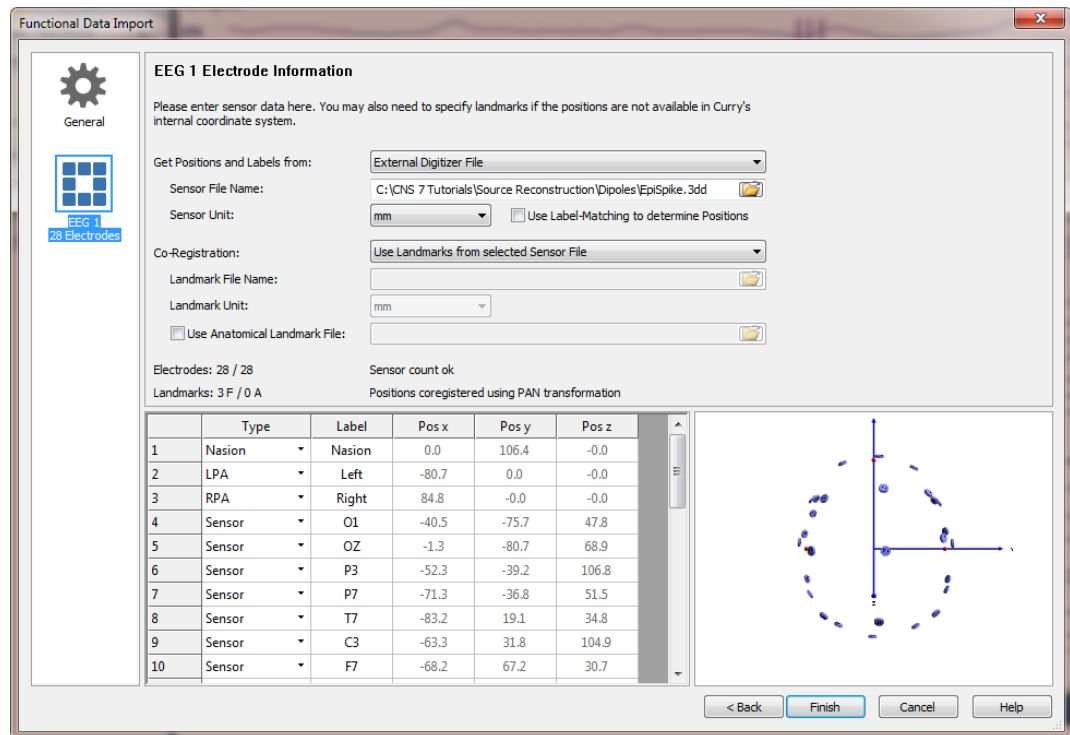 Functional Data Import
General
EEG 1
28 Electrodes
EEG 1 Electrode Information
Please enter sensor data here. You may also need to specify landmarks if the positions are not available in Curry's
internal coordinate system.
Get Positions and Labels from: External Digitizer File
Sensor File Name: C:\CNS 7 Tutorials\Source Reconstruction\Dipoles\EpiSpike.3dd
Sensor Unit: mm Use Label-Matching to determine Positions
Co-Registration: Use Landmarks from selected Sensor File
Landmark File Name:
Landmark Unit: mm
Use Anatomical Landmark File:
Electrodes: 28 / 28 Sensor count ok
Landmarks: 3 F / 0 A Positions coregistered using PAN transformation
Type Label Pos x Pos y Pos z
1 Nasion Nasion 0.0 106.4 -0.0
2 LPA Left -80.7 0.0 -0.0
3 RPA Right 84.8 -0.0 -0.0
4 Sensor O1 -40.5 -75.7 47.8
5 Sensor OZ -1.3 -80.7 68.9
6 Sensor P3 -52.3 -39.2 106.8
7 Sensor P7 -71.3 -36.8 51.5
8 Sensor T7 -83.2 19.1 34.8
9 Sensor C3 -63.3 31.8 104.9
10 Sensor F7 -68.2 67.2 30.7
< Back Finish Cancel Help